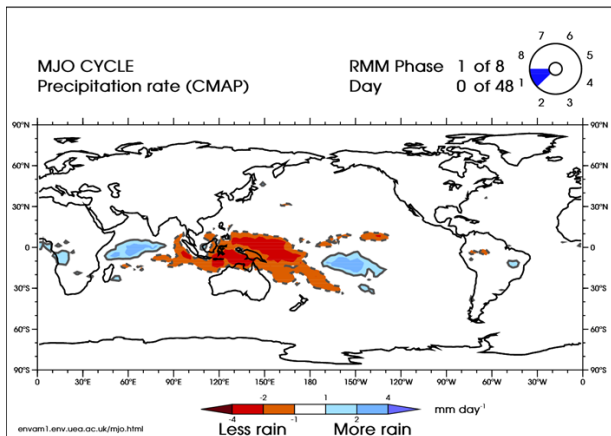 MJO CYCLE
Precipitation rate (CMAP)
RMM Phase 1 of 8
Day 0 of 48
7 6
8 5
1 4
2 3
90°N 90°N
60°N 60°N
30°N 30°N
0 0
30°S 30°S
60°S 60°S
90°S 90°S
0 30°E 60°E 90°E 120°E 150°E 180 150°W 120°W 90°W 60°W 30°W 0
-2 1 4
-4 -1 2
mm day-1
Less rain More rain
envam1.env.uea.ac.uk/mjo.html